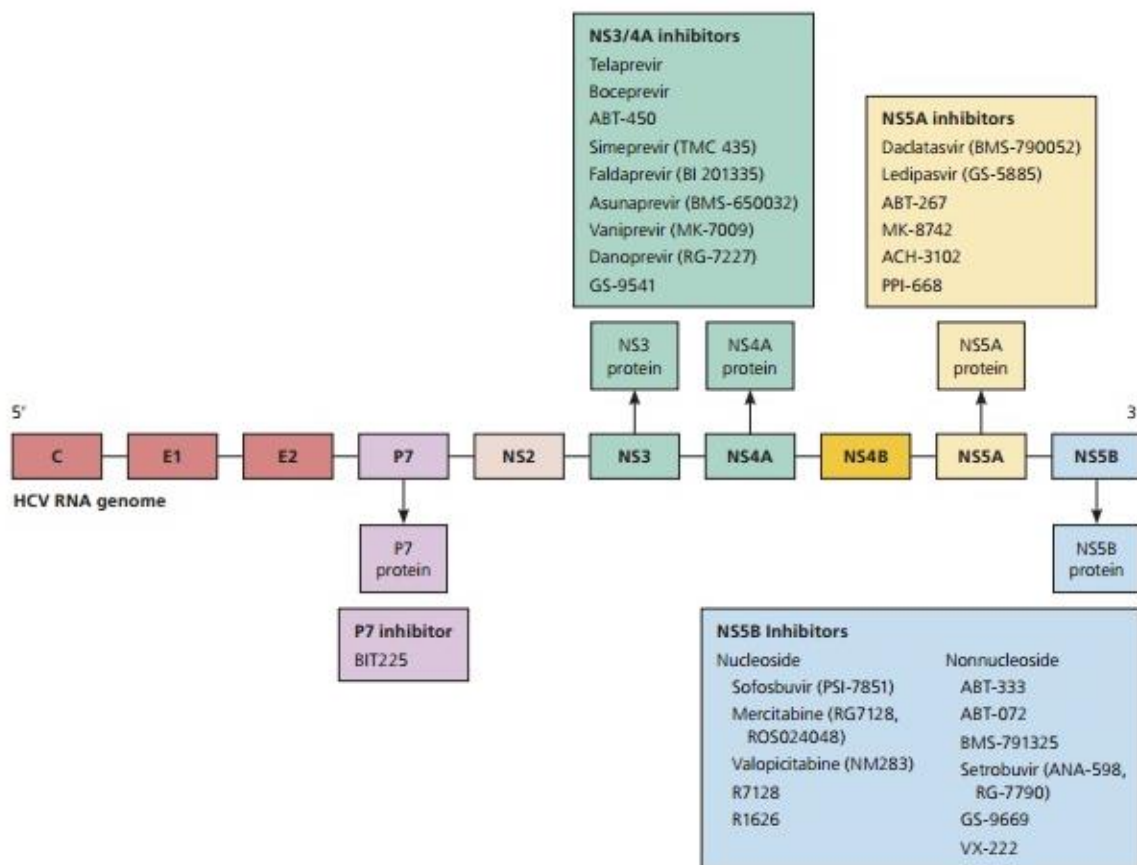 NS3/4A inhibitors
Telaprevir
Boceprevir
ABT-450
Simeprevir (TMC 435)
Faldaprevir (BI 201335)
Asunaprevir (BMS-650032)
Vaniprevir (MK-7009)
Danoprevir (RG-7227)
GS-9541
NS5A inhibitors
Daclatasvir (BMS-790052)
Ledipasvir (GS-5885)
ABT-267
MK-8742
ACH-3102
PPI-668
NS3
protein
NS4A
protein
NS5A
protein
5'
3
C
E1
E2
P7
NS2
NS3
NS4A
NS4B
NS5A
NS5B
HCV RNA genome
P7
protein
NS5B
protein
P7 inhibitor
BIT225
NS5B Inhibitors
Nucleoside
Sofosbuvir (PSI-7851)
Mercitabine (RG7128,
ROS024048)
Valopicitabine (NM283)
R7128
R1626
Nonnucleoside
ABT-333
ABT-072
BMS-791325
Setrobuvir (ANA-598,
RG-7790)
GS-9669
VX-222